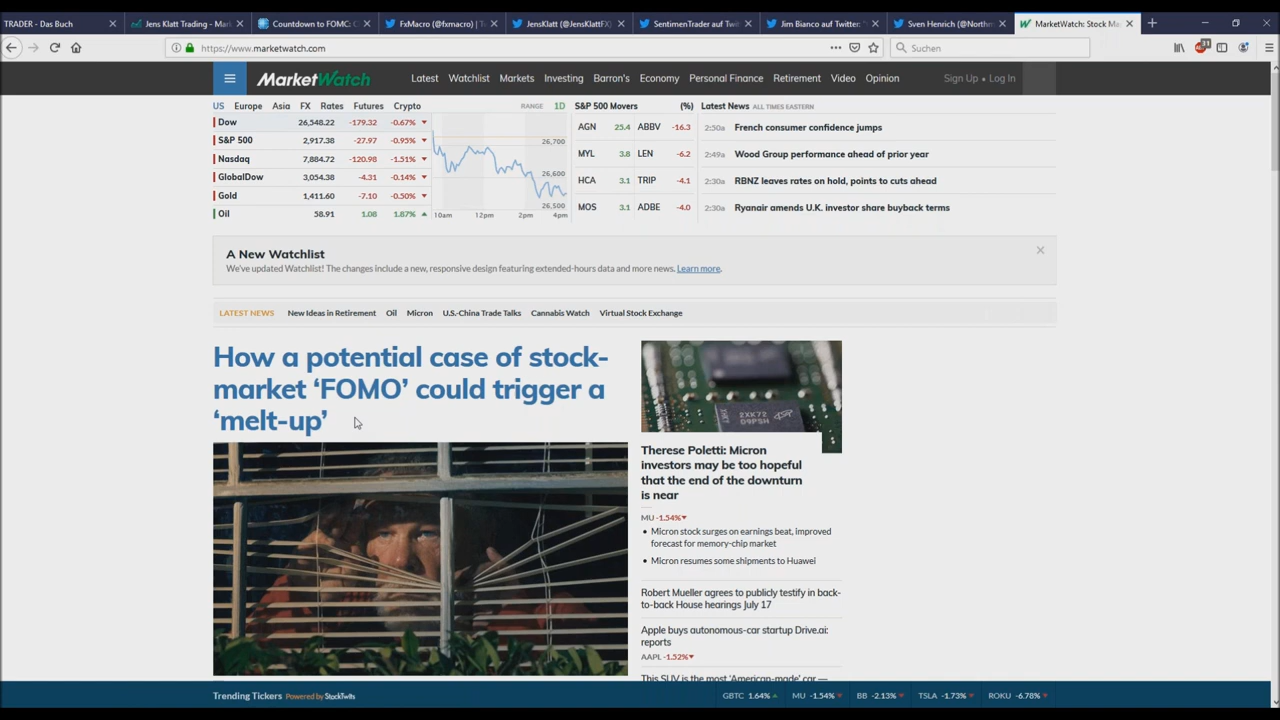 TRADER - Das Buch
Jens Klatt Trading - Mar
Countdown to FOMC: C
FxMacro (@fxmacro) | T
JensKlatt (@JensKlattFX)
SentimenTrader auf Twi
Jim Bianco auf Twitter: "
Sven Henrich (@Northm
MarketWatch: Stock Ma
https://www.marketwatch.com
Suchen
MarketWatch
Latest Watchlist Markets Investing Barron's Economy Personal Finance Retirement Video Opinion
Sign Up • Log In
US Europe Asia FX Rates Futures Crypto
RANGE 1D
Dow 26,548.22 -179.32 -0.67%
S&P 500 2,917.38 -27.97 -0.95%
Nasdaq 7,884.72 -120.98 -1.51%
GlobalDow 3,054.38 -4.31 -0.14%
Gold 1,411.60 -7.10 -0.50%
Oil 58.91 1.08 1.87%
26,700
26,600
26,500
10am 12pm 2pm 4pm
S&P 500 Movers (%)
AGN 25.4 ABBV -16.3
MYL 3.8 LEN -6.2
HCA 3.1 TRIP -4.1
MOS 3.1 ADBE -4.0
Latest News ALL TIMES EASTERN
2:50a French consumer confidence jumps
2:49a Wood Group performance ahead of prior year
2:30a RBNZ leaves rates on hold, points to cuts ahead
2:30a Ryanair amends U.K. investor share buyback terms
A New Watchlist
We've updated Watchlist! The changes include a new, responsive design featuring extended-hours data and more news. Learn more.
LATEST NEWS New Ideas in Retirement Oil Micron U.S.-China Trade Talks Cannabis Watch Virtual Stock Exchange
How a potential case of stock-
market ‘FOMO’ could trigger a
‘melt-up’
2XK72
D9PSH
Therese Poletti: Micron
investors may be too hopeful
that the end of the downturn
is near
MU -1.54%
• Micron stock surges on earnings beat, improved
forecast for memory-chip market
• Micron resumes some shipments to Huawei
Robert Mueller agrees to publicly testify in back-
to-back House hearings July 17
Apple buys autonomous-car startup Drive.ai:
reports
AAPL -1.52%
This SUV is the most 'American-made' car —
Trending Tickers Powered by StockTwits
GBTC 1.64% MU -1.54% BB -2.13% TSLA -1.73% ROKU -6.78%